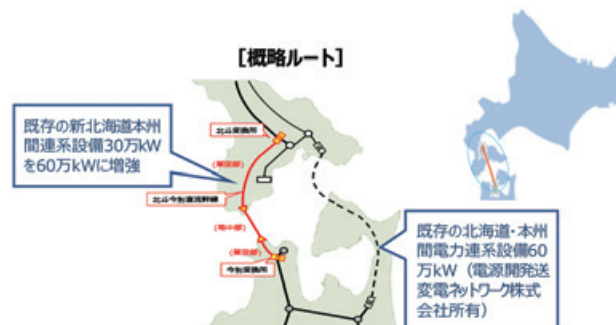 [概略ルート]
既存の新北海道本州
間連系設備30万kW
を60万kWに増強
北斗変換所
(架空部)
北斗今別直流幹線
(地中部)
(架空部)
今別変換所
既存の北海道・本州
間電力連系設備60
万kW（電源開発送
変電ネットワーク株式
会社所有）